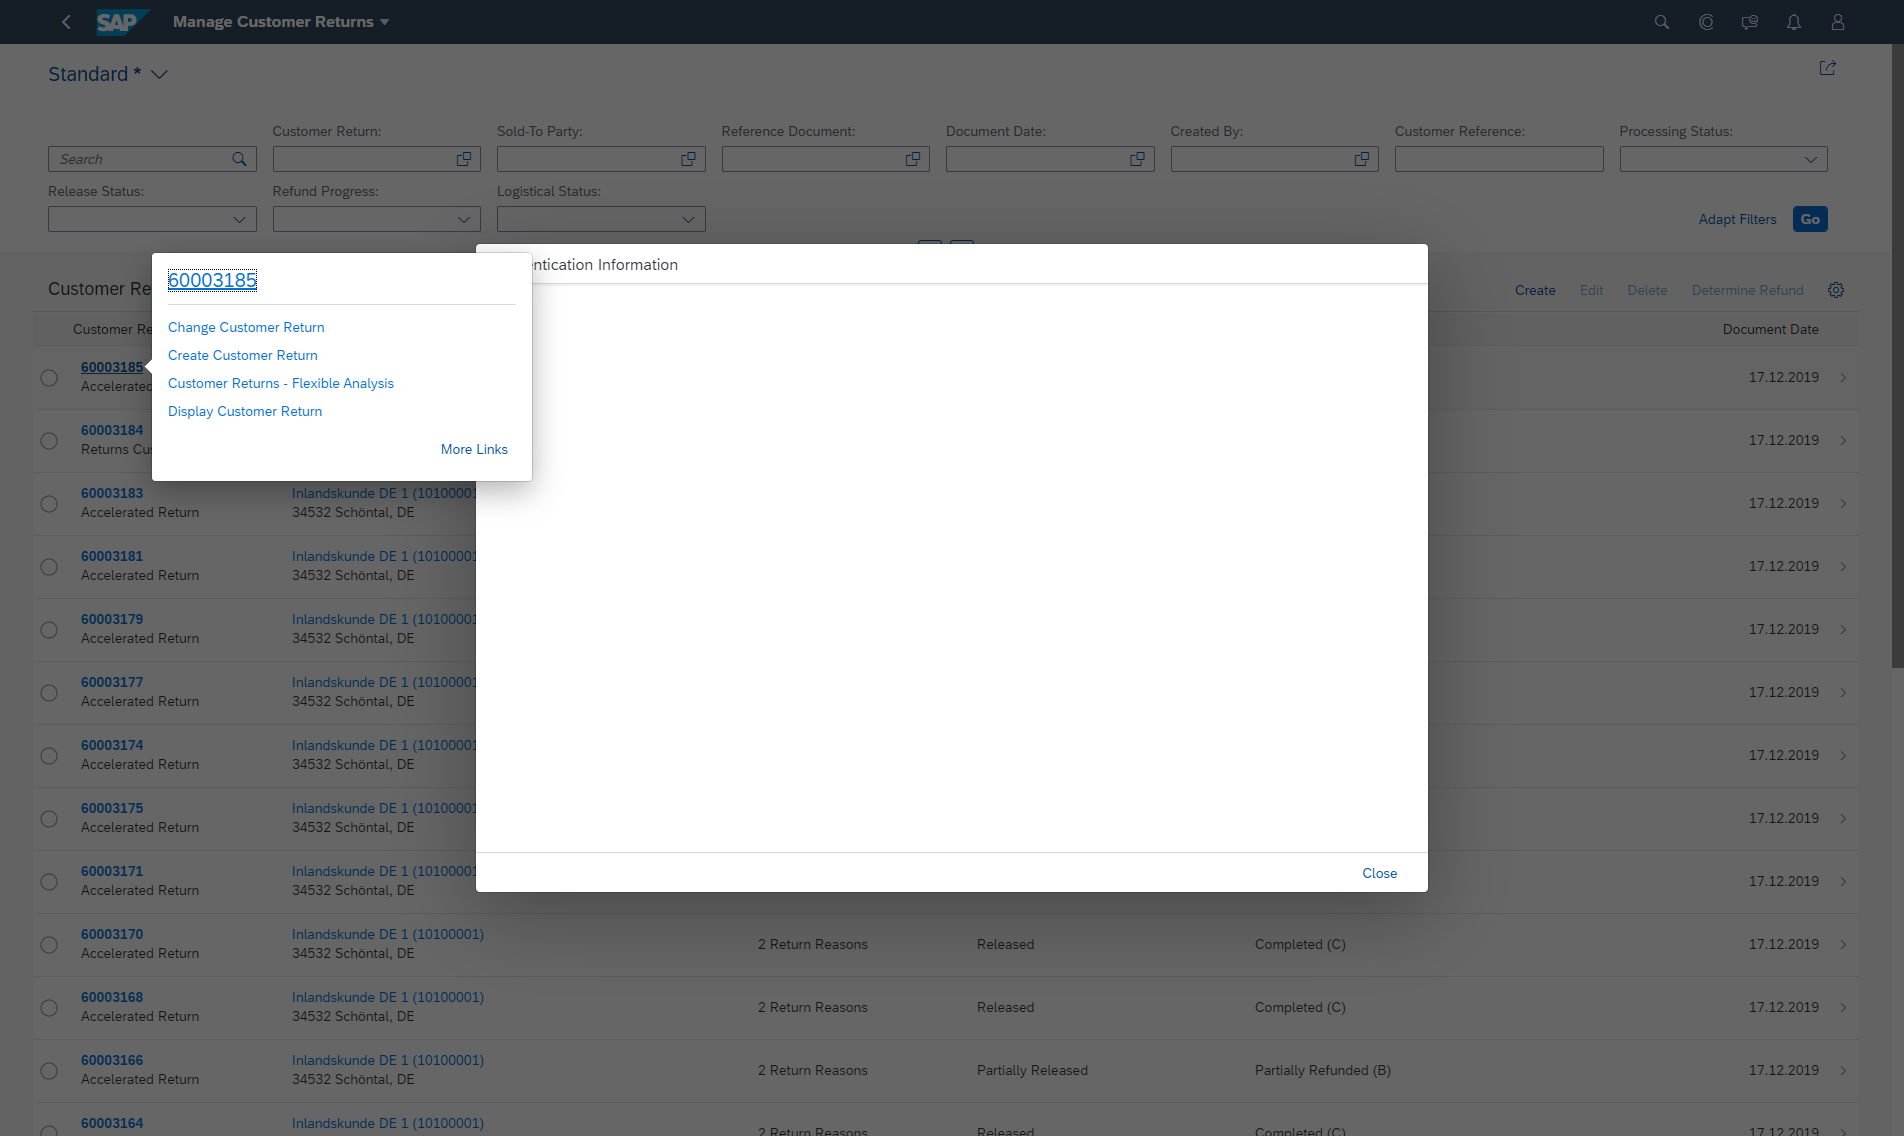 SAP Manage Customer Returns
Standard *
Customer Return:
Sold-To Party:
Reference Document:
Document Date:
Created By:
Customer Reference:
Processing Status:
Search
Release Status:
Refund Progress:
Logistical Status:
Adapt Filters
Go
Customer Re
Create
Edit
Delete
Determine Refund
Customer Re
Document Date
60003185
Change Customer Return
Create Customer Return
Customer Returns - Flexible Analysis
Display Customer Return
More Links
ntication Information
Close
60003185
Accelerated
17.12.2019
60003184
Returns Cus
17.12.2019
60003183
Inlandskunde DE 1 (10100001
Accelerated Return
34532 Schöntal, DE
17.12.2019
60003181
Inlandskunde DE 1 (10100001
Accelerated Return
34532 Schöntal, DE
17.12.2019
60003179
Inlandskunde DE 1 (10100001
Accelerated Return
34532 Schöntal, DE
17.12.2019
60003177
Inlandskunde DE 1 (10100001
Accelerated Return
34532 Schöntal, DE
17.12.2019
60003174
Inlandskunde DE 1 (10100001
Accelerated Return
34532 Schöntal, DE
17.12.2019
60003175
Inlandskunde DE 1 (10100001
Accelerated Return
34532 Schöntal, DE
17.12.2019
60003171
Inlandskunde DE 1 (10100001
Accelerated Return
34532 Schöntal, DE
17.12.2019
60003170
Inlandskunde DE 1 (10100001)
Accelerated Return
34532 Schöntal, DE
2 Return Reasons
Released
Completed (C)
17.12.2019
60003168
Inlandskunde DE 1 (10100001)
Accelerated Return
34532 Schöntal, DE
2 Return Reasons
Released
Completed (C)
17.12.2019
60003166
Inlandskunde DE 1 (10100001)
Accelerated Return
34532 Schöntal, DE
2 Return Reasons
Partially Released
Partially Refunded (B)
17.12.2019
60003164
Inlandskunde DE 1 (10100001)
2 Return Reasons
Released
Completed (C)
17.12.2019